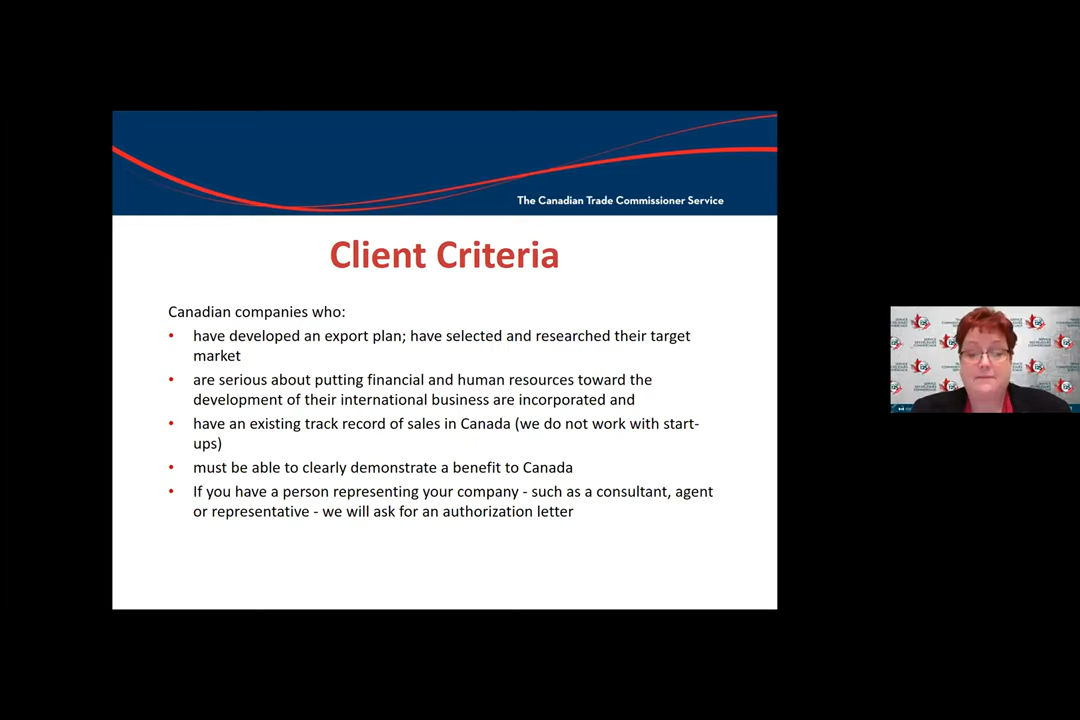 The Canadian Trade Commissioner Service
Client Criteria
Canadian companies who:
• have developed an export plan; have selected and researched their target
market
• are serious about putting financial and human resources toward the
development of their international business are incorporated and
• have an existing track record of sales in Canada (we do not work with start-
ups)
• must be able to clearly demonstrate a benefit to Canada
• If you have a person representing your company - such as a consultant, agent
or representative - we will ask for an authorization letter